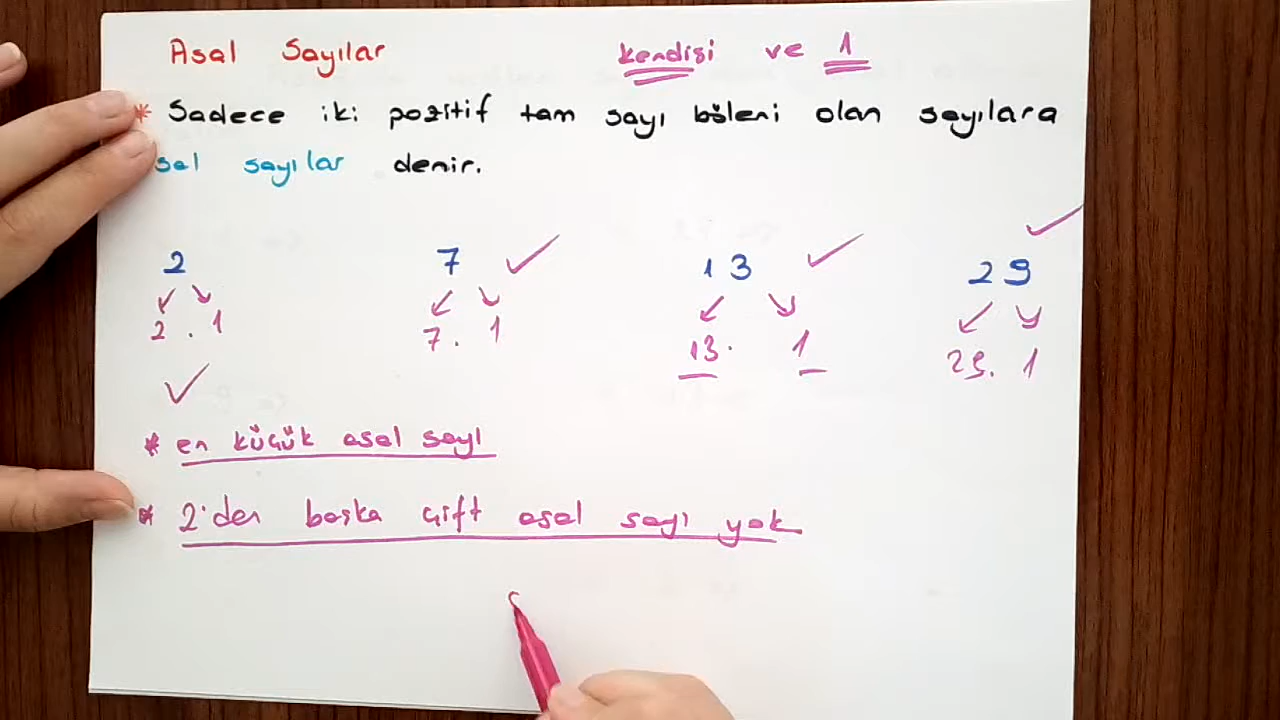 Asal Sayılar kendisi ve 1
* Sadece iki pozitif tam sayı böleni olan sayılara
sal sayılar denir.
2 7 13 29
2 . 1 7 . 1 13 . 1 29 . 1
* en küçük asal sayı
* 2'den başka çift asal sayı yok